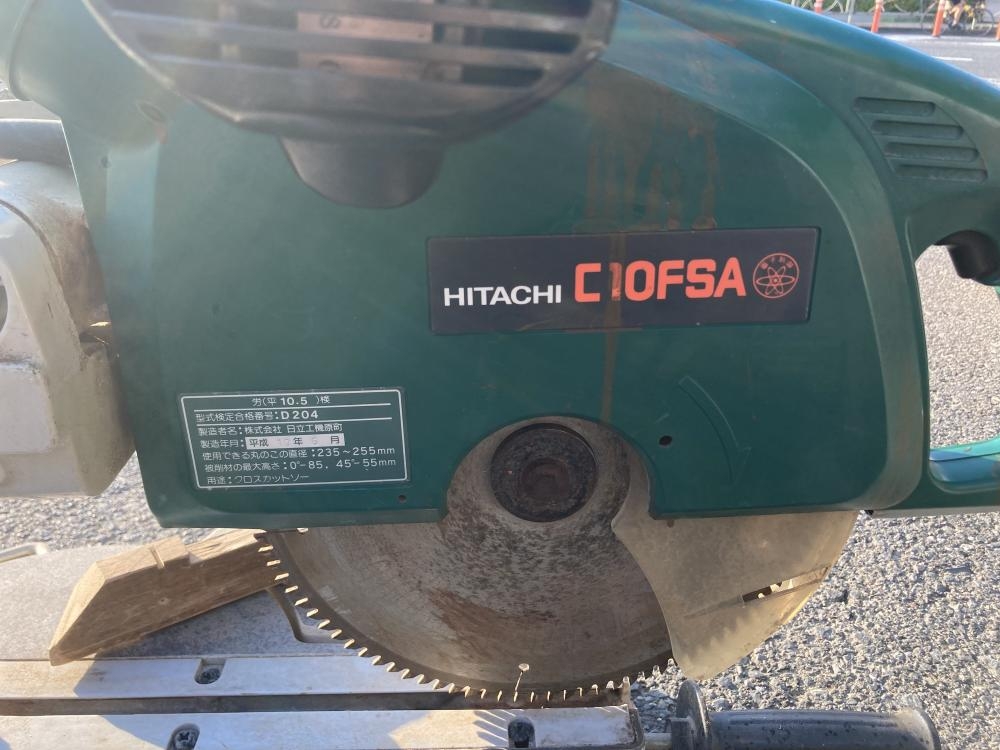 HITACHI C10FSA
労(平 10.5 )検
型式検定合格番号:D204
製造者名:株式会社 日立工機原町
製造年月:平成 年 月
使用できる丸のこの直径:235~255mm
被削材の最大高さ:0°-85, 45°-55mm
用途:クロスカットソー